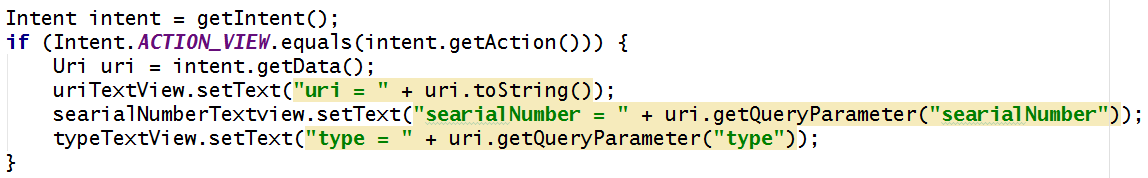 Intent intent = getIntent();
if (Intent.ACTION_VIEW.equals(intent.getAction())) {
    Uri uri = intent.getData();
    uriTextView.setText("uri = " + uri.toString());
    searialNumberTextview.setText("searialNumber = " + uri.getQueryParameter("searialNumber"));
    typeTextView.setText("type = " + uri.getQueryParameter("type"));
}